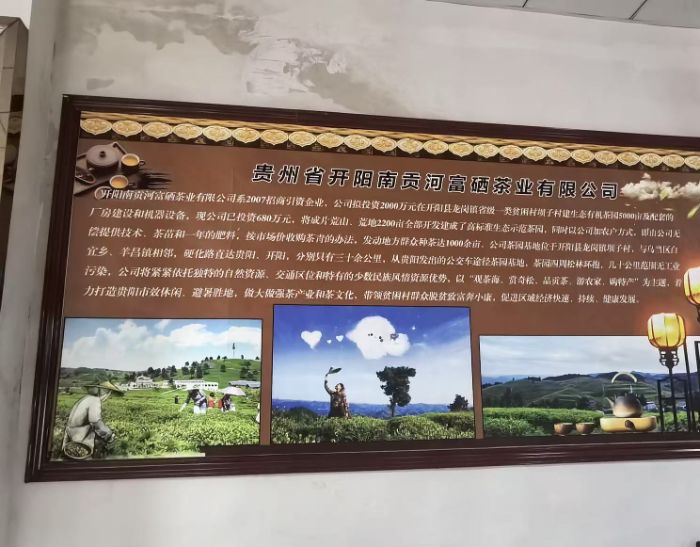 贵州省开阳南贡河富硒茶业有限公司
开阳南贡河富硒茶业有限公司系2007招商引资企业，公司拟投资2000万元在开阳县龙岗镇省级一类贫困村坝子村建生态有机茶园5000亩及配套的
厂房建设和机器设备，现公司已投资680万元，将成片荒山、荒地2200亩全部开发建成了高标准生态示范茶园，同时以公司加农户方式，即由公司无
偿提供技术、茶苗和一年的肥料，按市场价收购茶青的办法，发动地方群众种茶达1000余亩。公司茶园基地位于开阳县龙岗镇坝子村，与乌当区百
宜乡、羊昌镇相邻，硬化路直达贵阳、开阳，分别只有三十余公里，从贵阳发出的公交车途径茶园基地，茶园四周松林环抱，几十公里范围无工业
污染，公司将紧紧依托独特的自然资源、交通区位和特有的少数民族风情资源优势，以“观茶海、赏奇松、品贡茶、游农家、购特产”为主题，着
力打造贵阳市效休闲、避暑胜地，做大做强茶产业和茶文化，带领贫困村群众脱贫致富奔小康，促进区域经济快速、持续、健康发展。